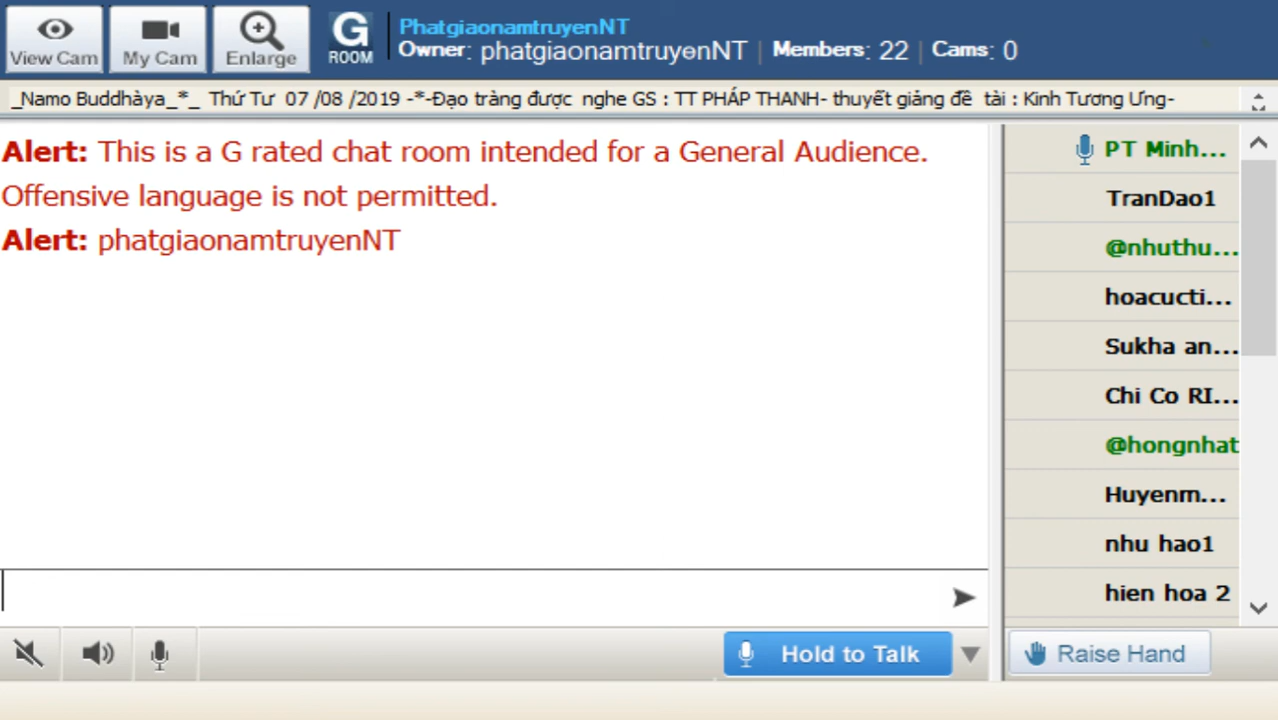 View Cam
My Cam
Enlarge
G
ROOM
PhatgiaonamtruyenNT
Owner: phatgiaonamtruyenNT | Members: 22 | Cams: 0
_Namo Buddhàya_*_ Thứ Tư 07 /08 /2019 -*-Đạo tràng được nghe GS : TT PHÁP THANH- thuyết giảng đề tài : Kinh Tương Ưng-
Alert: This is a G rated chat room intended for a General Audience.
Offensive language is not permitted.
Alert: phatgiaonamtruyenNT
PT Minh...
TranDao1
@nhuthu...
hoacucti...
Sukha an...
Chi Co RI...
@hongnhat
Huyenm...
nhu hao1
hien hoa 2
Hold to Talk
Raise Hand